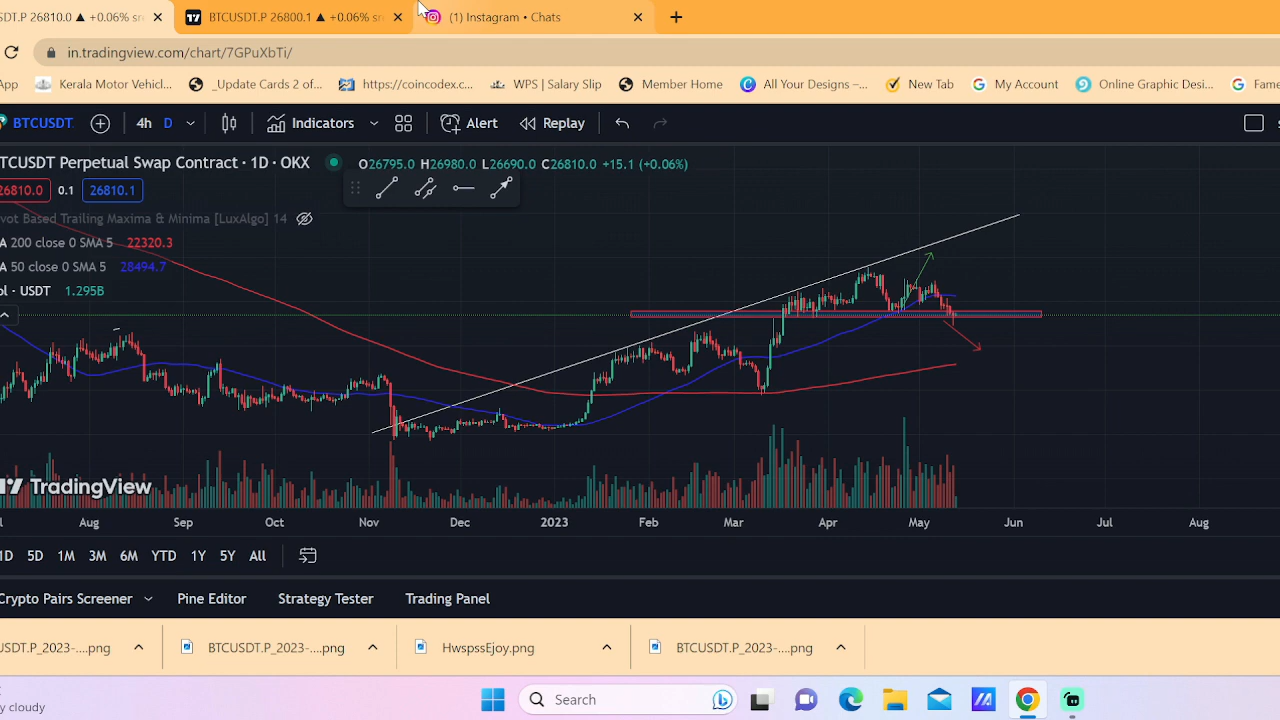 SDT.P 26810.0 ▲ +0.06% sn
BTCUSDT.P 26800.1 ▲ +0.06% sn
(1) Instagram • Chats
in.tradingview.com/chart/7GPuXbTi/
App
Kerala Motor Vehicl...
_Update Cards 2 of...
https://coincodex.c...
WPS | Salary Slip
Member Home
All Your Designs –...
New Tab
My Account
Online Graphic Desi...
Fame
BTCUSDT
4h D
Indicators
Alert
Replay
TCUSDT Perpetual Swap Contract · 1D · OKX
O26795.0 H26980.0 L26690.0 C26810.0 +15.1 (+0.06%)
26810.0 0.1 26810.1
vot Based Trailing Maxima & Minima [LuxAlgo] 14
A 200 close 0 SMA 5 22320.3
A 50 close 0 SMA 5 28494.7
ol · USDT 1.295B
TradingView
Aug Sep Oct Nov Dec 2023 Feb Mar Apr May Jun Jul Aug
1D 5D 1M 3M 6M YTD 1Y 5Y All
Crypto Pairs Screener
Pine Editor
Strategy Tester
Trading Panel
USDT.P_2023-....png
BTCUSDT.P_2023-....png
HwspssEjoy.png
BTCUSDT.P_2023-....png
y cloudy
Search